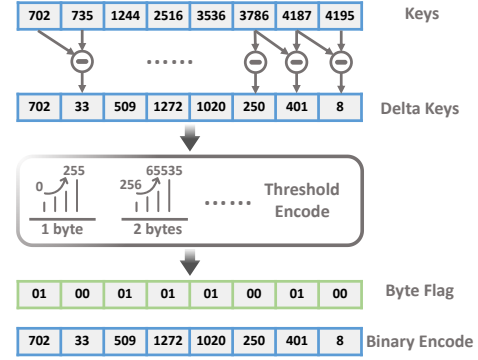 702 735 1244 2516 3536 3786 4187 4195 Keys
......
702 33 509 1272 1020 250 401 8 Delta Keys
0 255 256 65535 ...... Threshold
Encode
1 byte 2 bytes
01 00 01 01 01 00 01 00 Byte Flag
702 33 509 1272 1020 250 401 8 Binary Encode